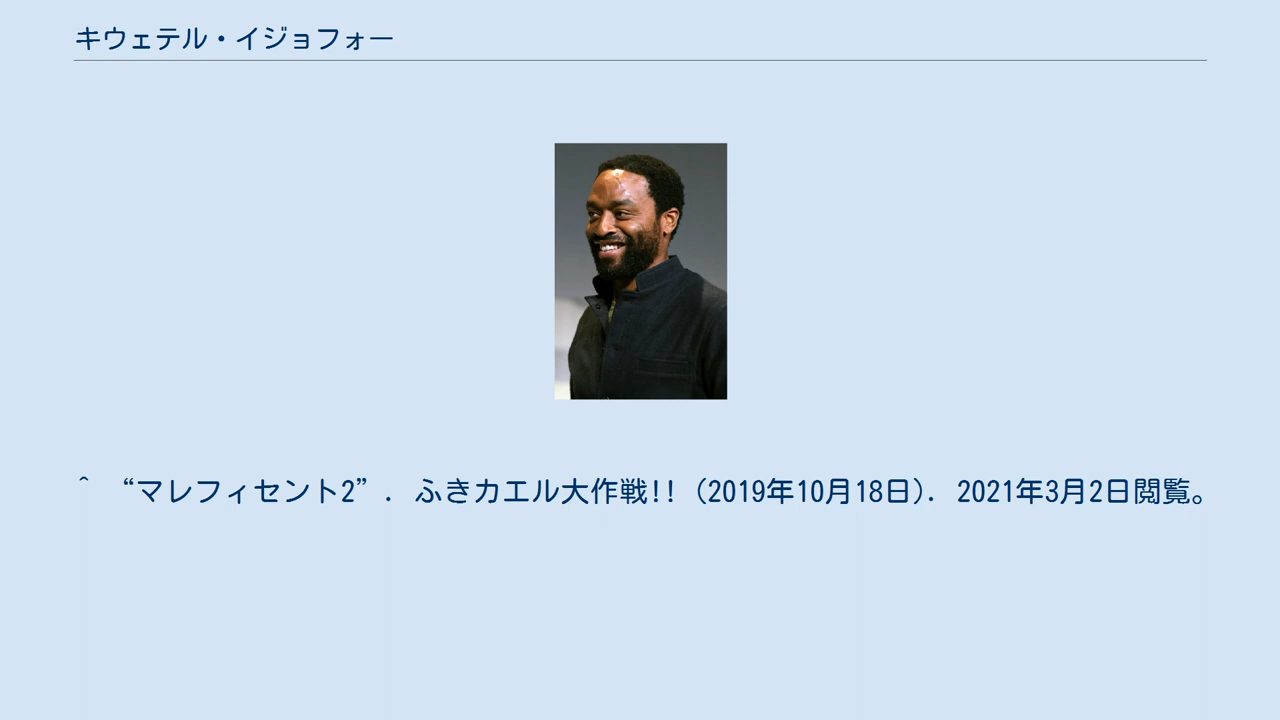 キウェテル・イジョフォー
^ “マレフィセント2”. ふきカエル大作戦!! (2019年10月18日). 2021年3月2日閲覧。